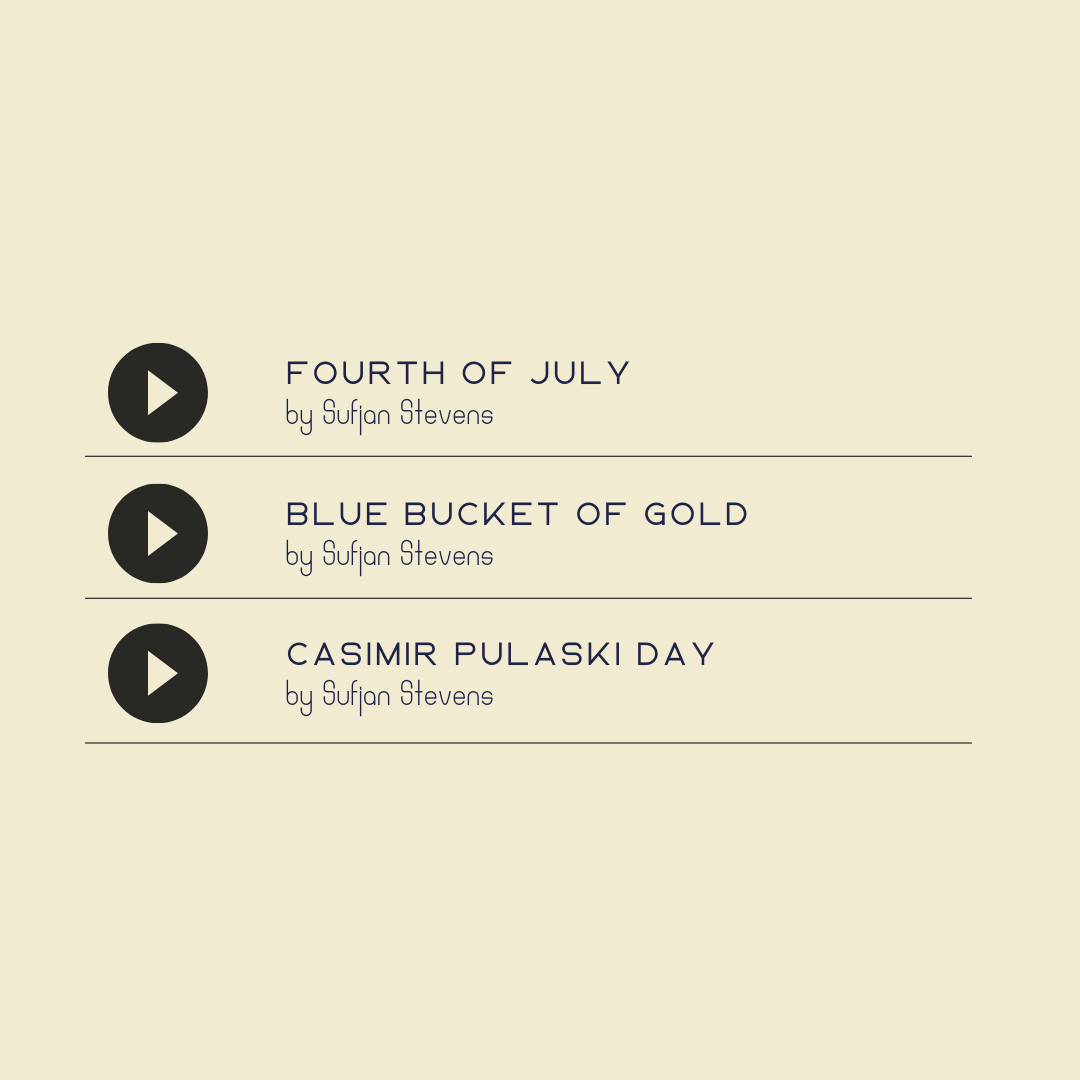 FOURTH OF JULY
by Sufjan Stevens
BLUE BUCKET OF GOLD
by Sufjan Stevens
CASIMIR PULASKI DAY
by Sufjan Stevens